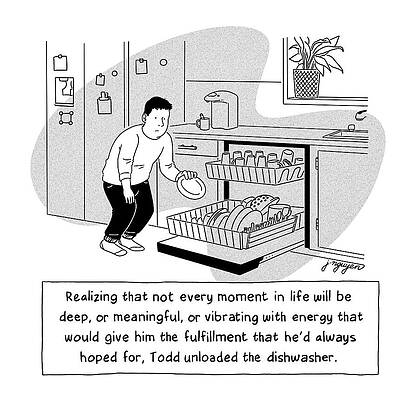 j.nguyen
Realizing that not every moment in life will be
deep, or meaningful, or vibrating with energy that
would give him the fulfillment that he'd always
hoped for, Todd unloaded the dishwasher.